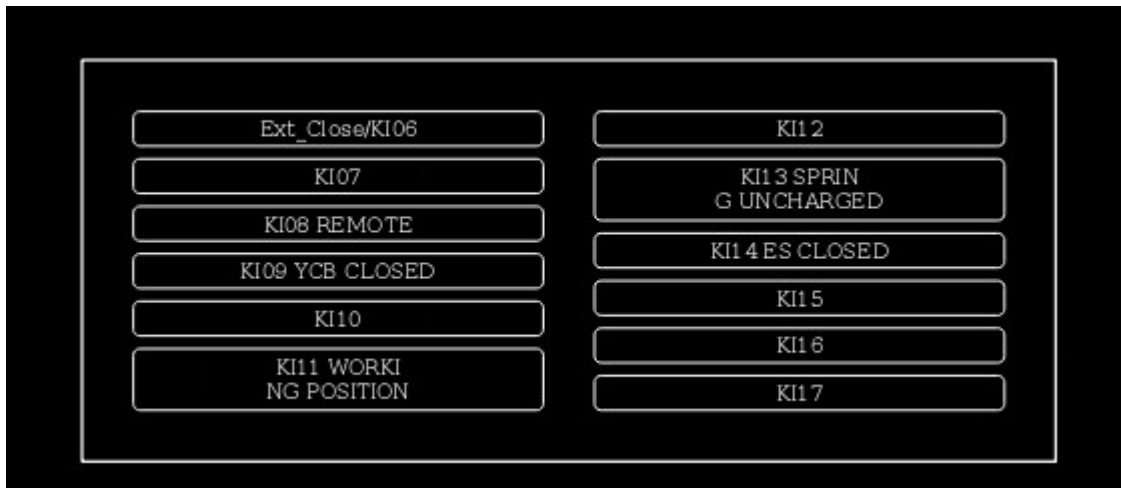 Ext_Close/KI06
KI07
KI08 REMOTE
KI09 YCB CLOSED
KI10
KI11 WORKI
NG POSITION
KI12
KI13 SPRIN
G UNCHARGED
KI14 ES CLOSED
KI15
KI16
KI17